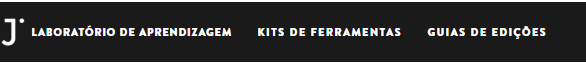 J LABORATÓRIO DE APRENDIZAGEM KITS DE FERRAMENTAS GUIAS DE EDIÇÕES